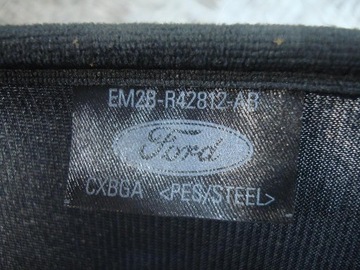 EM2B-R42812-AB
Ford
CXBGA <PES/STEEL>